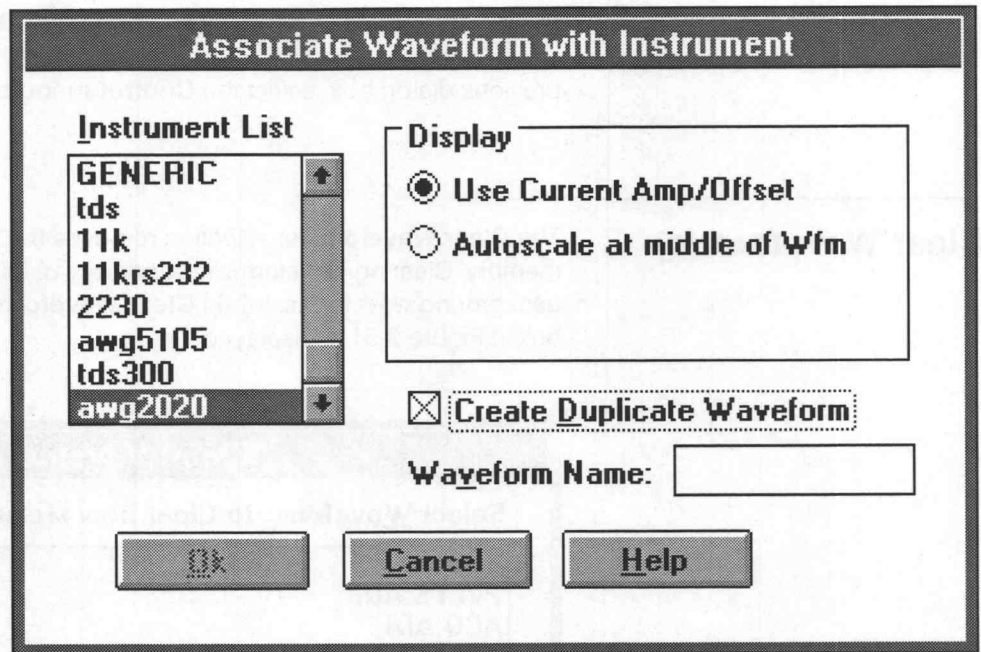 Associate Waveform with Instrument
Instrument List
GENERIC
tds
11k
11krs232
2230
awg5105
tds300
awg2020
Display
Use Current Amp/Offset
Autoscale at middle of Wfm
Create Duplicate Waveform
Waveform Name:
Ok
Cancel
Help